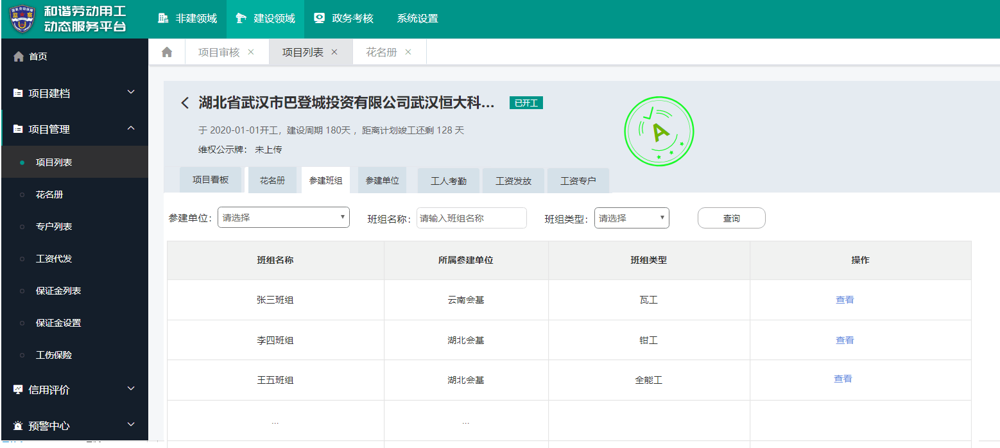 和谐劳动用工
动态服务平台
非建领域 建设领域 政务考核 系统设置
首页
项目建档
项目管理
项目列表
花名册
专户列表
工资代发
保证金列表
保证金设置
工伤保险
信用评价
预警中心
项目审核 × 项目列表 × 花名册 ×
湖北省武汉市巴登城投资有限公司武汉恒大科... 已开工
于 2020-01-01开工，建设周期 180天 ，距离计划竣工还剩 128 天
维权公示牌： 未上传
A
项目看板 花名册 参建班组 参建单位 工人考勤 工资发放 工资专户
参建单位： 请选择 班组名称： 请输入班组名称 班组类型： 请选择 查询
班组名称 所属参建单位 班组类型 操作
张三班组 云南会基 瓦工 查看
李四班组 湖北会基 钳工 查看
王五班组 湖北会基 全能工 查看
... ...